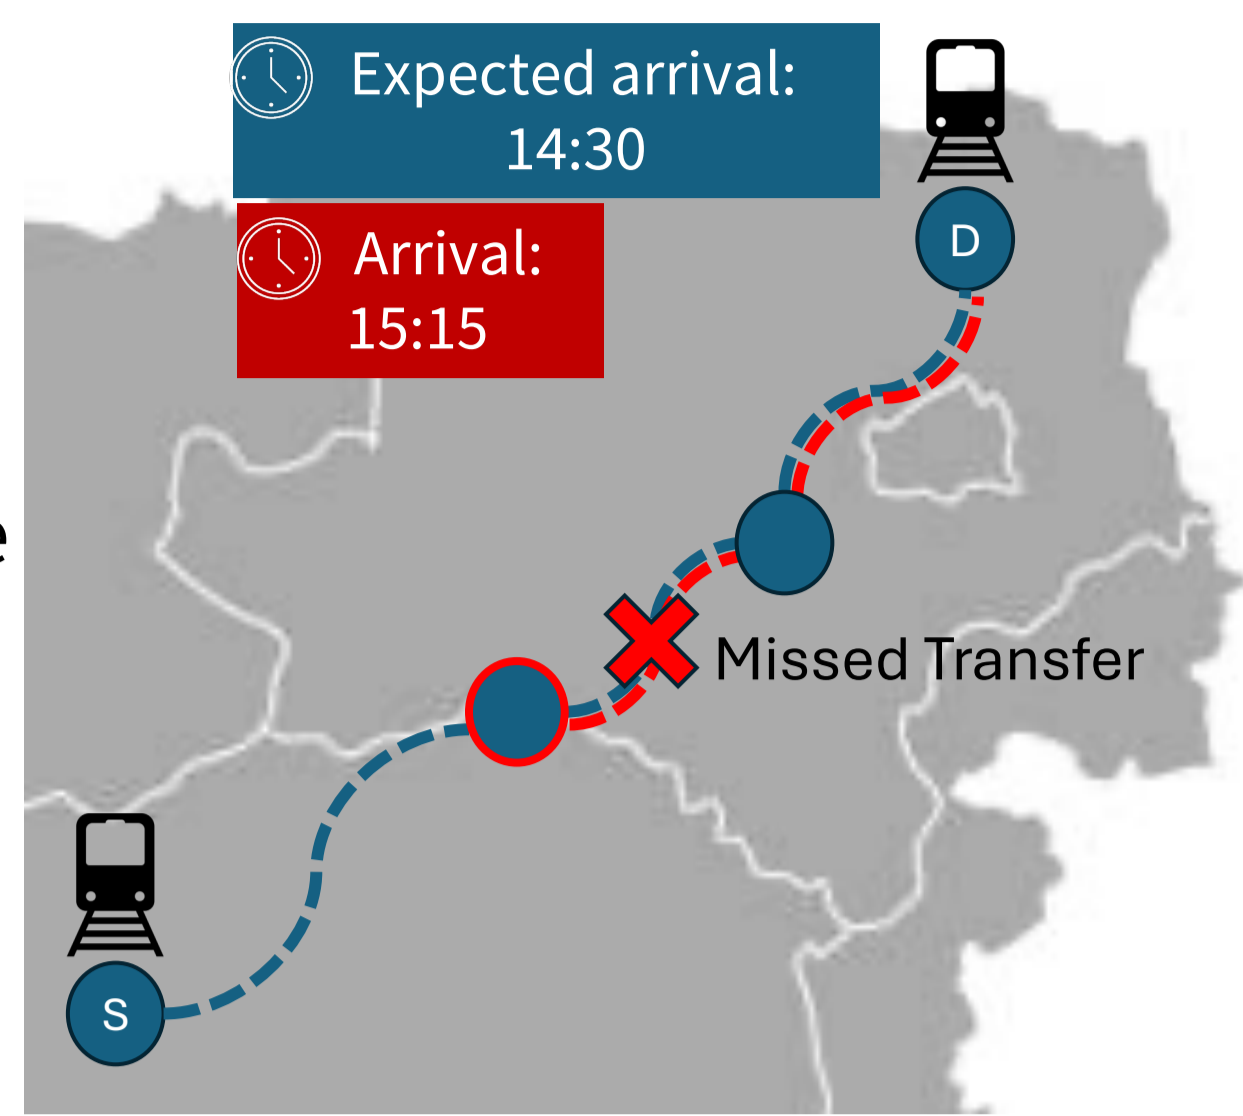 Expected arrival:
14:30
D
Arrival:
15:15
e
Missed Transfer
S